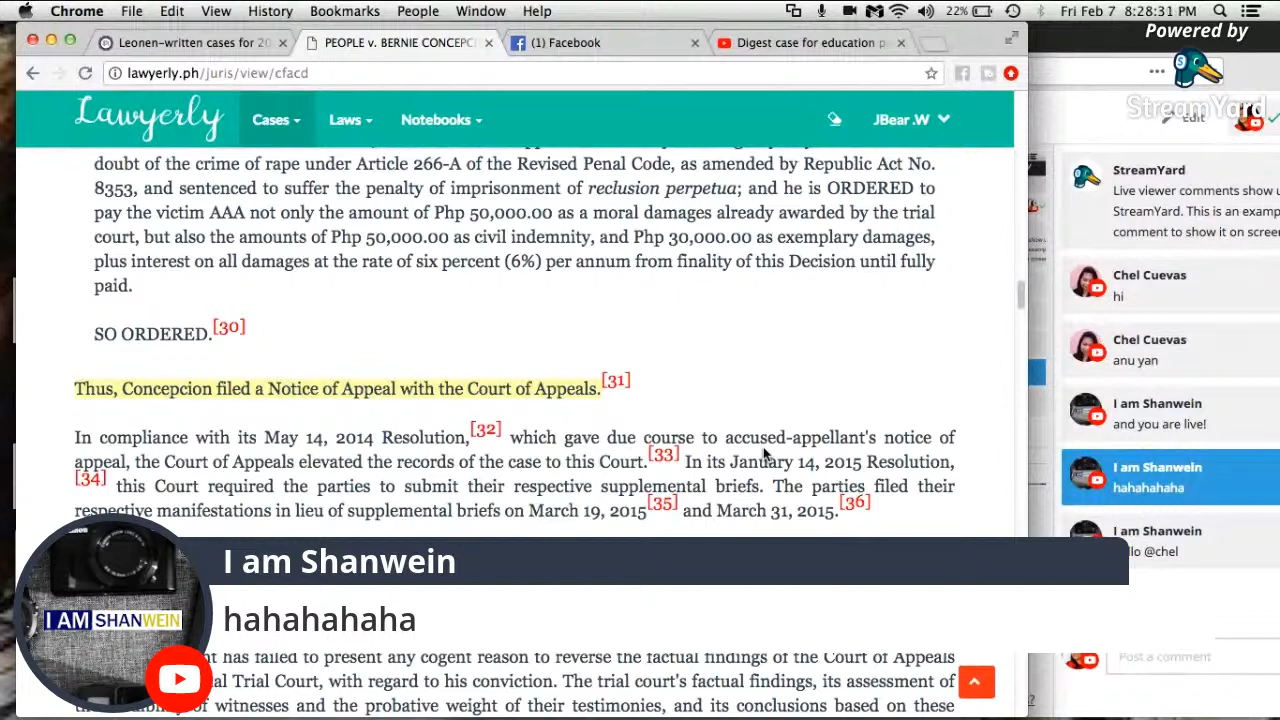 Chrome File Edit View History Bookmarks People Window Help 22% Fri Feb 7 8:28:31 PM
Powered by
StreamYard
Leonen-written cases for 20 × PEOPLE v. BERNIE CONCEPCI × (1) Facebook × Digest case for education p ×
lawyerly.ph/juris/view/cfacd
Lawyerly Cases Laws Notebooks JBear .W
Edit
doubt of the crime of rape under Article 266-A of the Revised Penal Code, as amended by Republic Act No.
8353, and sentenced to suffer the penalty of imprisonment of reclusion perpetua; and he is ORDERED to
pay the victim AAA not only the amount of Php 50,000.00 as a moral damages already awarded by the trial
court, but also the amounts of Php 50,000.00 as civil indemnity, and Php 30,000.00 as exemplary damages,
plus interest on all damages at the rate of six percent (6%) per annum from finality of this Decision until fully
paid.
SO ORDERED.[30]
Thus, Concepcion filed a Notice of Appeal with the Court of Appeals.[31]
In compliance with its May 14, 2014 Resolution,[32] which gave due course to accused-appellant's notice of
appeal, the Court of Appeals elevated the records of the case to this Court.[33] In its January 14, 2015 Resolution,
[34] this Court required the parties to submit their respective supplemental briefs. The parties filed their
respective manifestations in lieu of supplemental briefs on March 19, 2015[35] and March 31, 2015.[36]
StreamYard
Live viewer comments show
StreamYard. This is an examp
comment to show it on scree
Chel Cuevas
hi
Chel Cuevas
anu yan
I am Shanwein
and you are live!
I am Shanwein
hahahahaha
I am Shanwein
llo @chel
I am Shanwein
hahahahaha
I AM SHANWEIN
nt has failed to present any cogent reason to reverse the factual findings of the Court of Appeals
al Trial Court, with regard to his conviction. The trial court's factual findings, its assessment of
of witnesses and the probative weight of their testimonies, and its conclusions based on these
Post a comment